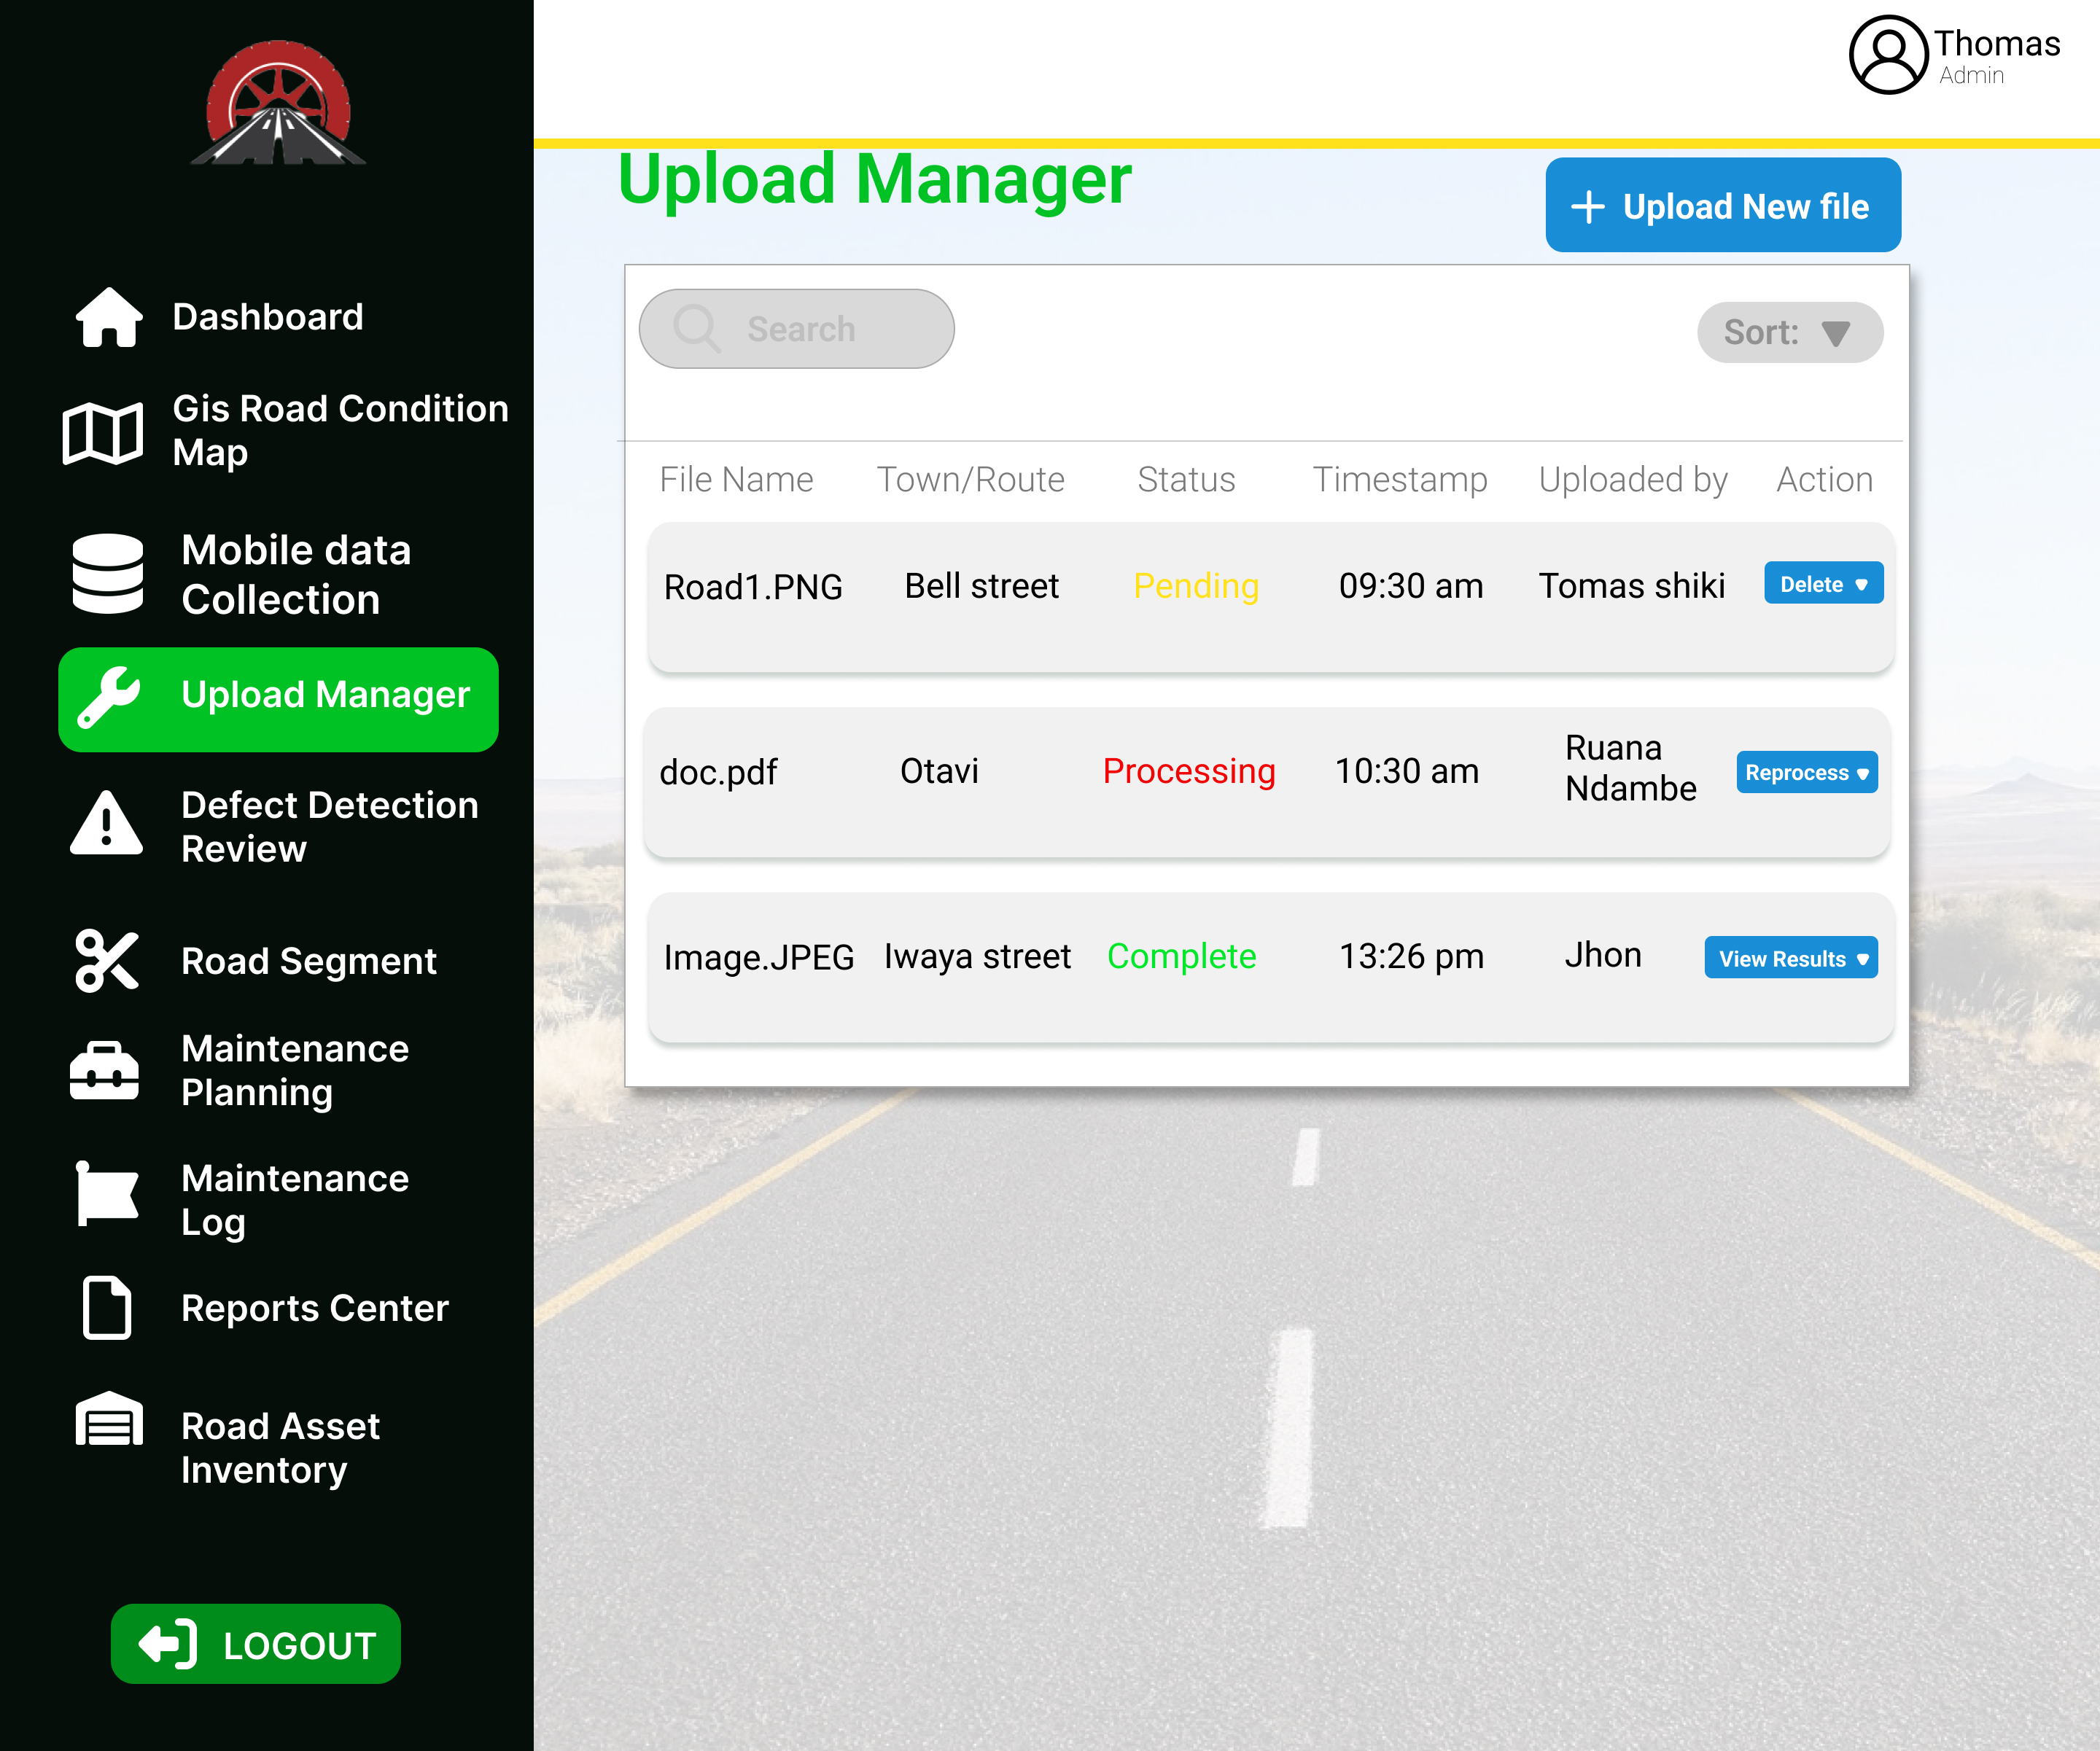 Thomas
Admin
Upload Manager
+ Upload New file
Dashboard
Gis Road Condition
Map
Mobile data
Collection
Upload Manager
Defect Detection
Review
Road Segment
Maintenance
Planning
Maintenance
Log
Reports Center
Road Asset
Inventory
LOGOUT
Search
Sort:
File Name Town/Route Status Timestamp Uploaded by Action
Road1.PNG Bell street Pending 09:30 am Tomas shiki Delete
doc.pdf Otavi Processing 10:30 am Ruana
Ndambe Reprocess
Image.JPEG Iwaya street Complete 13:26 pm Jhon View Results